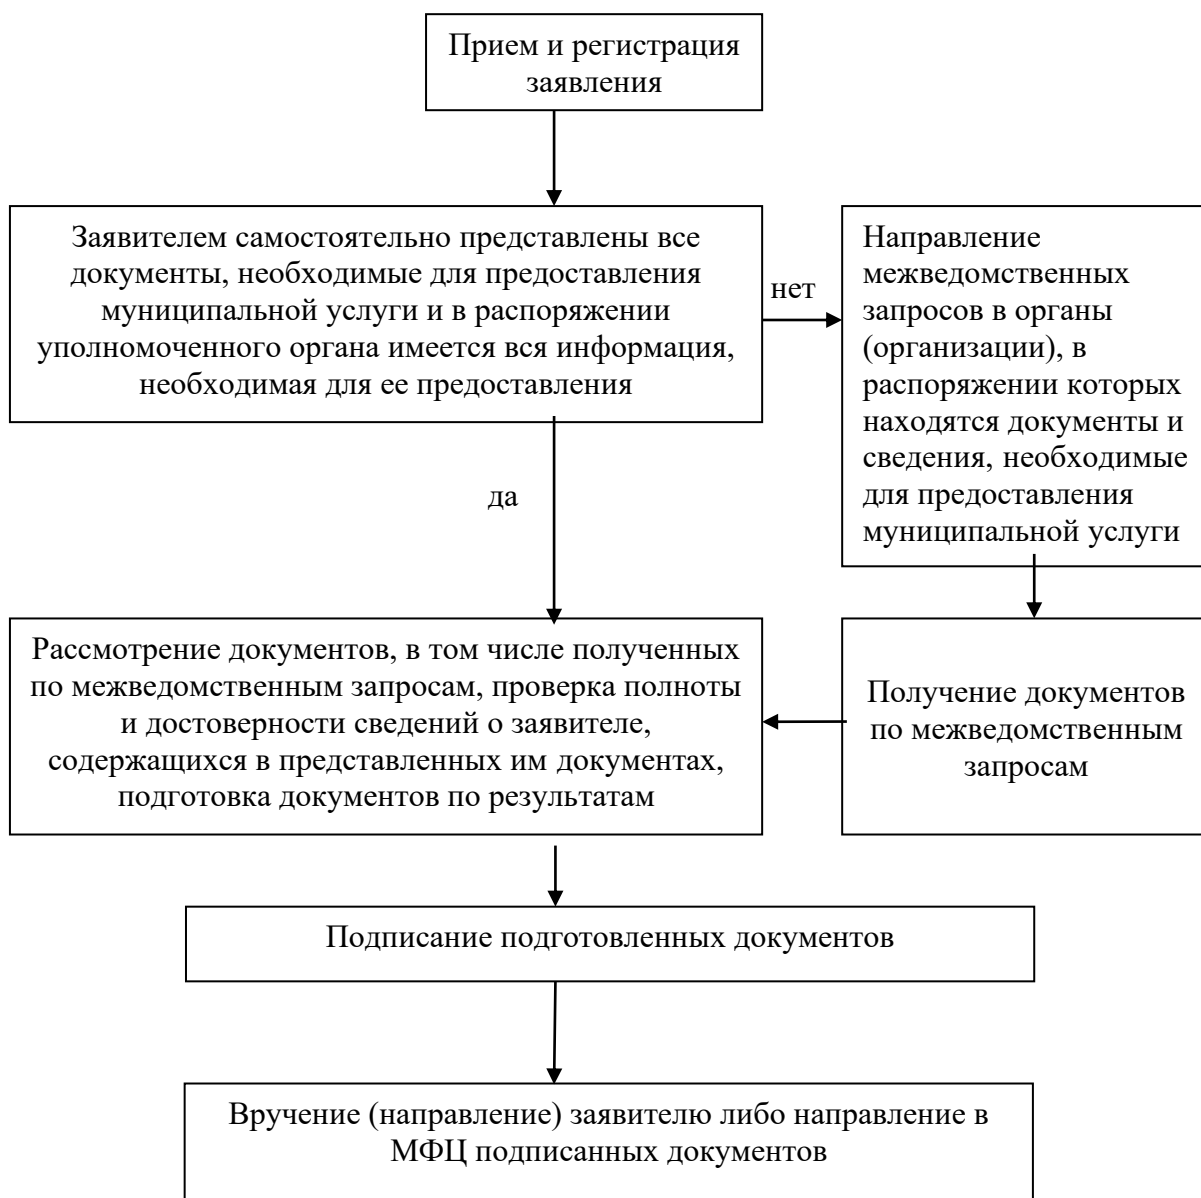 Прием и регистрация
заявления
Заявителем самостоятельно представлены все
документы, необходимые для предоставления
муниципальной услуги и в распоряжении
уполномоченного органа имеется вся информация,
необходимая для ее предоставления
нет
Направление
межведомственных
запросов в органы
(организации), в
распоряжении которых
находятся документы и
сведения, необходимые
для предоставления
муниципальной услуги
да
Рассмотрение документов, в том числе полученных
по межведомственным запросам, проверка полноты
и достоверности сведений о заявителе,
содержащихся в представленных им документах,
подготовка документов по результатам
Получение документов
по межведомственным
запросам
Подписание подготовленных документов
Вручение (направление) заявителю либо направление в
МФЦ подписанных документов